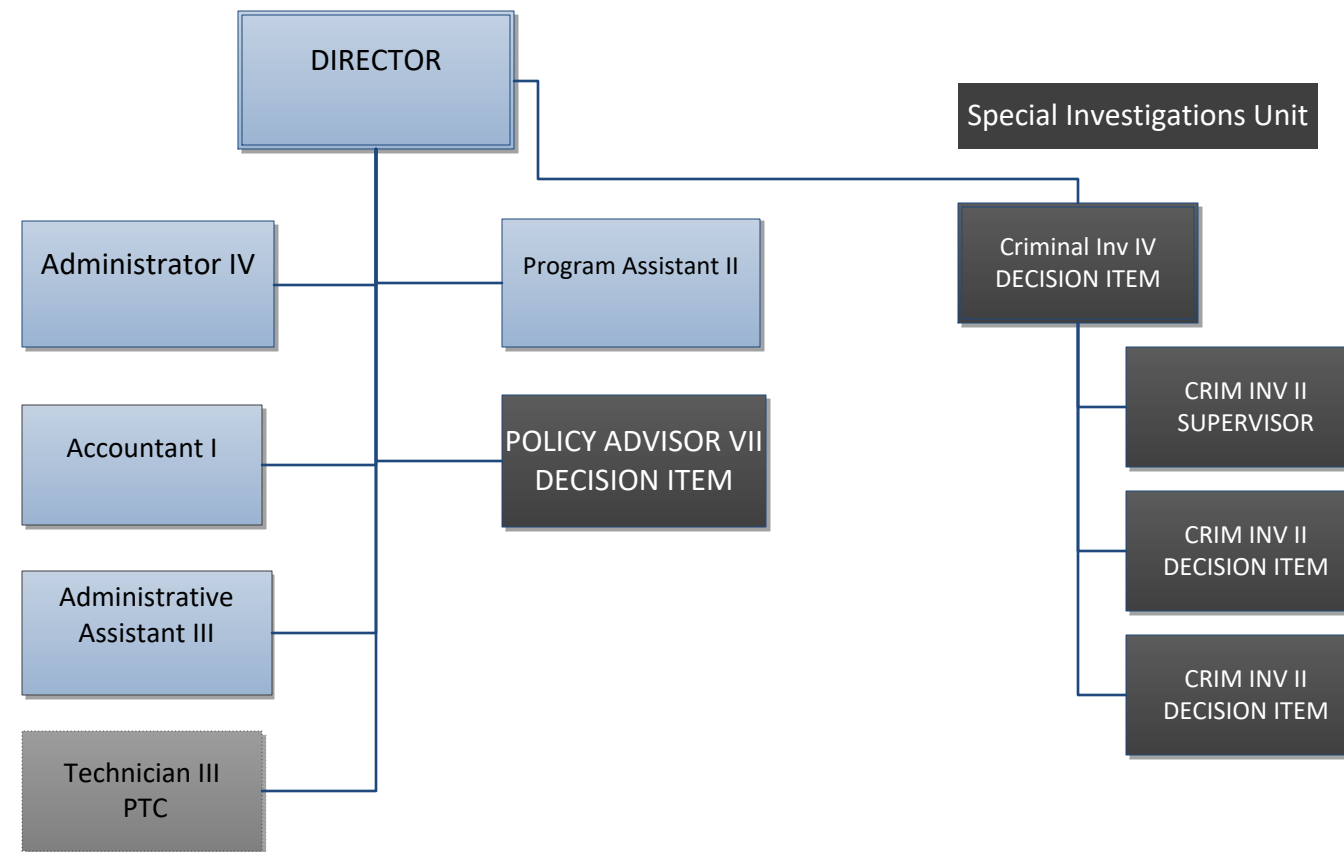 DIRECTOR
Special Investigations Unit
Administrator IV
Program Assistant II
Criminal Inv IV
DECISION ITEM
CRIM INV II
SUPERVISOR
Accountant I
POLICY ADVISOR VII
DECISION ITEM
CRIM INV II
DECISION ITEM
Administrative
Assistant III
CRIM INV II
DECISION ITEM
Technician III
PTC